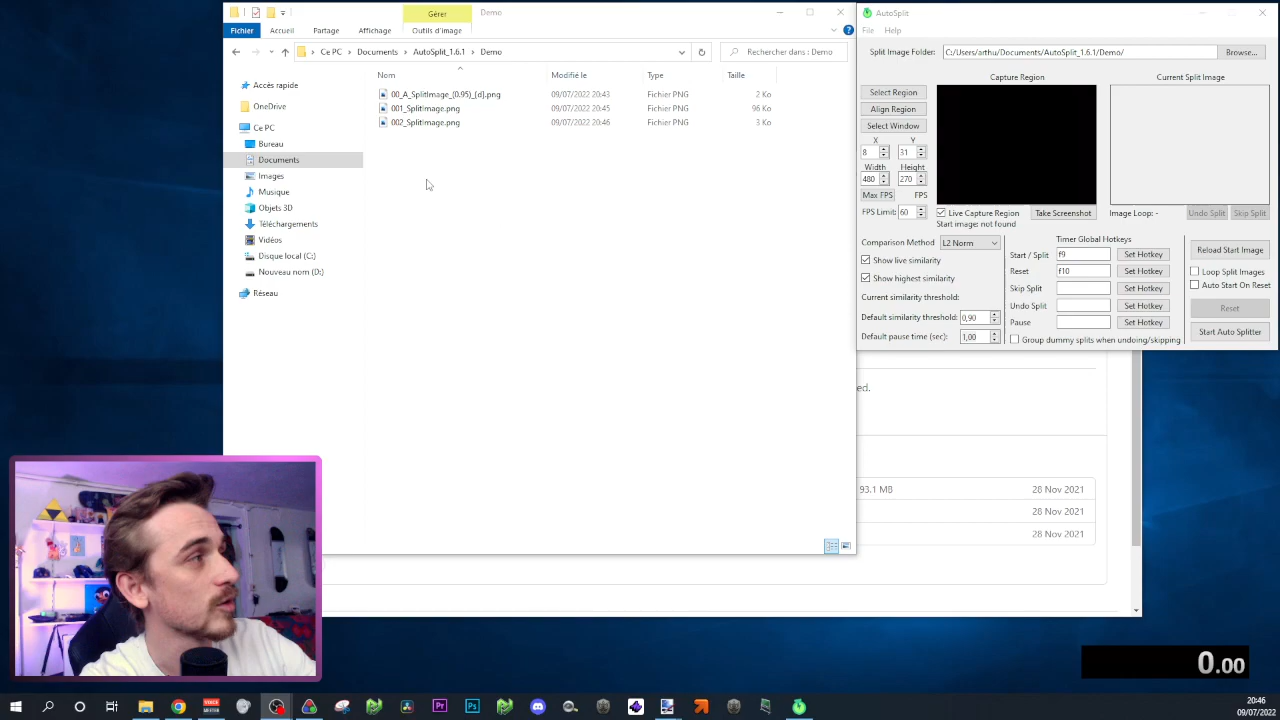 Gérer
Demo
Fichier
Accueil
Partage
Affichage
Outils d'image
Ce PC
Documents
AutoSplit_1.6.1
Demo
Rechercher dans : Demo
Nom
Modifié le
Type
Taille
00_A_SplitImage_(0.95)_{d}.png
09/07/2022 20:43
Fichier PNG
2 Ko
001_SplitImage.png
09/07/2022 20:45
Fichier PNG
96 Ko
002_SplitImage.png
09/07/2022 20:46
Fichier PNG
3 Ko
Accès rapide
OneDrive
Ce PC
Bureau
Documents
Images
Musique
Objets 3D
Téléchargements
Vidéos
Disque local (C:)
Nouveau nom (D:)
Réseau
AutoSplit
File
Help
Split Image Folder:
C:/Users/arthu/Documents/AutoSplit_1.6.1/Demo/
Browse...
Capture Region
Current Split Image
Select Region
Align Region
Select Window
X
Y
8
31
Width
Height
480
270
Max FPS
FPS
FPS Limit:
60
Live Capture Region
Take Screenshot
Start image: not found
Image Loop: -
Undo Split
Skip Split
Comparison Method
L2 Norm
Show live similarity
Show highest similarity
Current similarity threshold:
Default similarity threshold:
0,90
Default pause time (sec):
1,00
Timer Global Hotkeys
Start / Split
f9
Set Hotkey
Reset
f10
Set Hotkey
Skip Split
Set Hotkey
Undo Split
Set Hotkey
Pause
Set Hotkey
Group dummy splits when undoing/skipping
Reload Start Image
Loop Split Images
Auto Start On Reset
Reset
Start Auto Splitter
ed.
93.1 MB
28 Nov 2021
28 Nov 2021
28 Nov 2021
0.00
20:46
09/07/2022